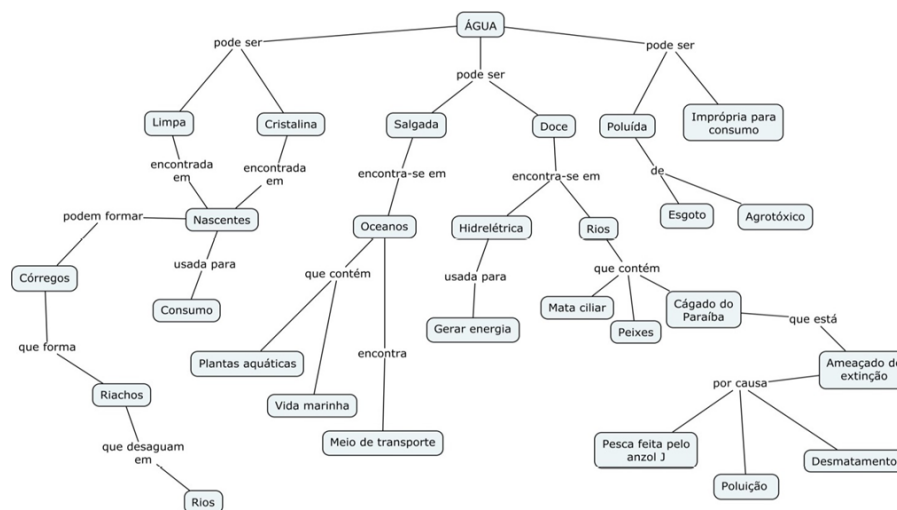 ÁGUA
pode ser
pode ser
pode ser
Limpa
Cristalina
Salgada
Doce
Poluída
Imprópria para
consumo
encontrada
em
encontrada
em
encontra-se em
encontra-se em
de
podem formar
Nascentes
Oceanos
Hidrelétrica
Rios
Esgoto
Agrotóxico
Córregos
usada para
que contém
usada para
que contém
Consumo
Gerar energia
Mata ciliar
Peixes
Cágado do
Paraíba
que está
que forma
Plantas aquáticas
encontra
Ameaçado de
extinção
Riachos
Vida marinha
por causa
que desaguam
em
Meio de transporte
Pesca feita pelo
anzol J
Poluição
Desmatamento
Rios